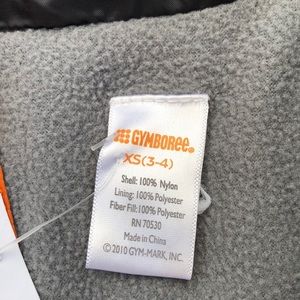 GYMBOREE
XS(3-4)
Shell: 100% Nylon
Lining: 100% Polyester
Fiber Fill: 100% Polyester
RN 70530
Made in China
© 2010 GYM-MARK, INC.